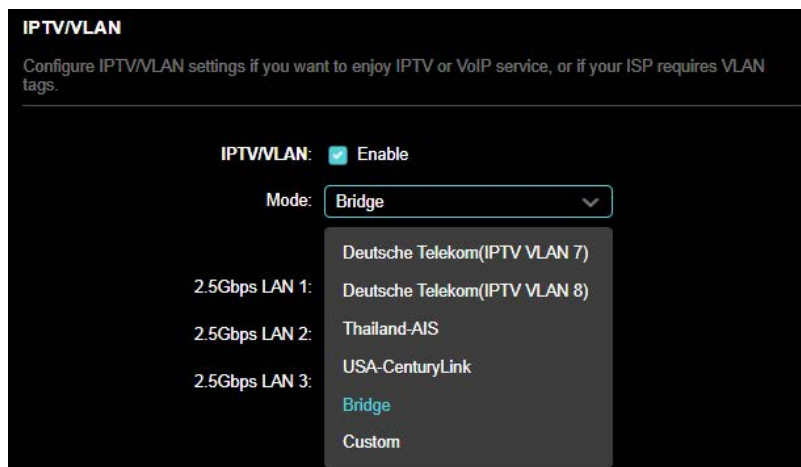 IPTV/VLAN
Configure IPTV/VLAN settings if you want to enjoy IPTV or VoIP service, or if your ISP requires VLAN
tags.
IPTV/VLAN: Enable
Mode: Bridge
Deutsche Telekom(IPTV VLAN 7)
2.5Gbps LAN 1: Deutsche Telekom(IPTV VLAN 8)
2.5Gbps LAN 2: Thailand-AIS
USA-CenturyLink
2.5Gbps LAN 3:
Bridge
Custom